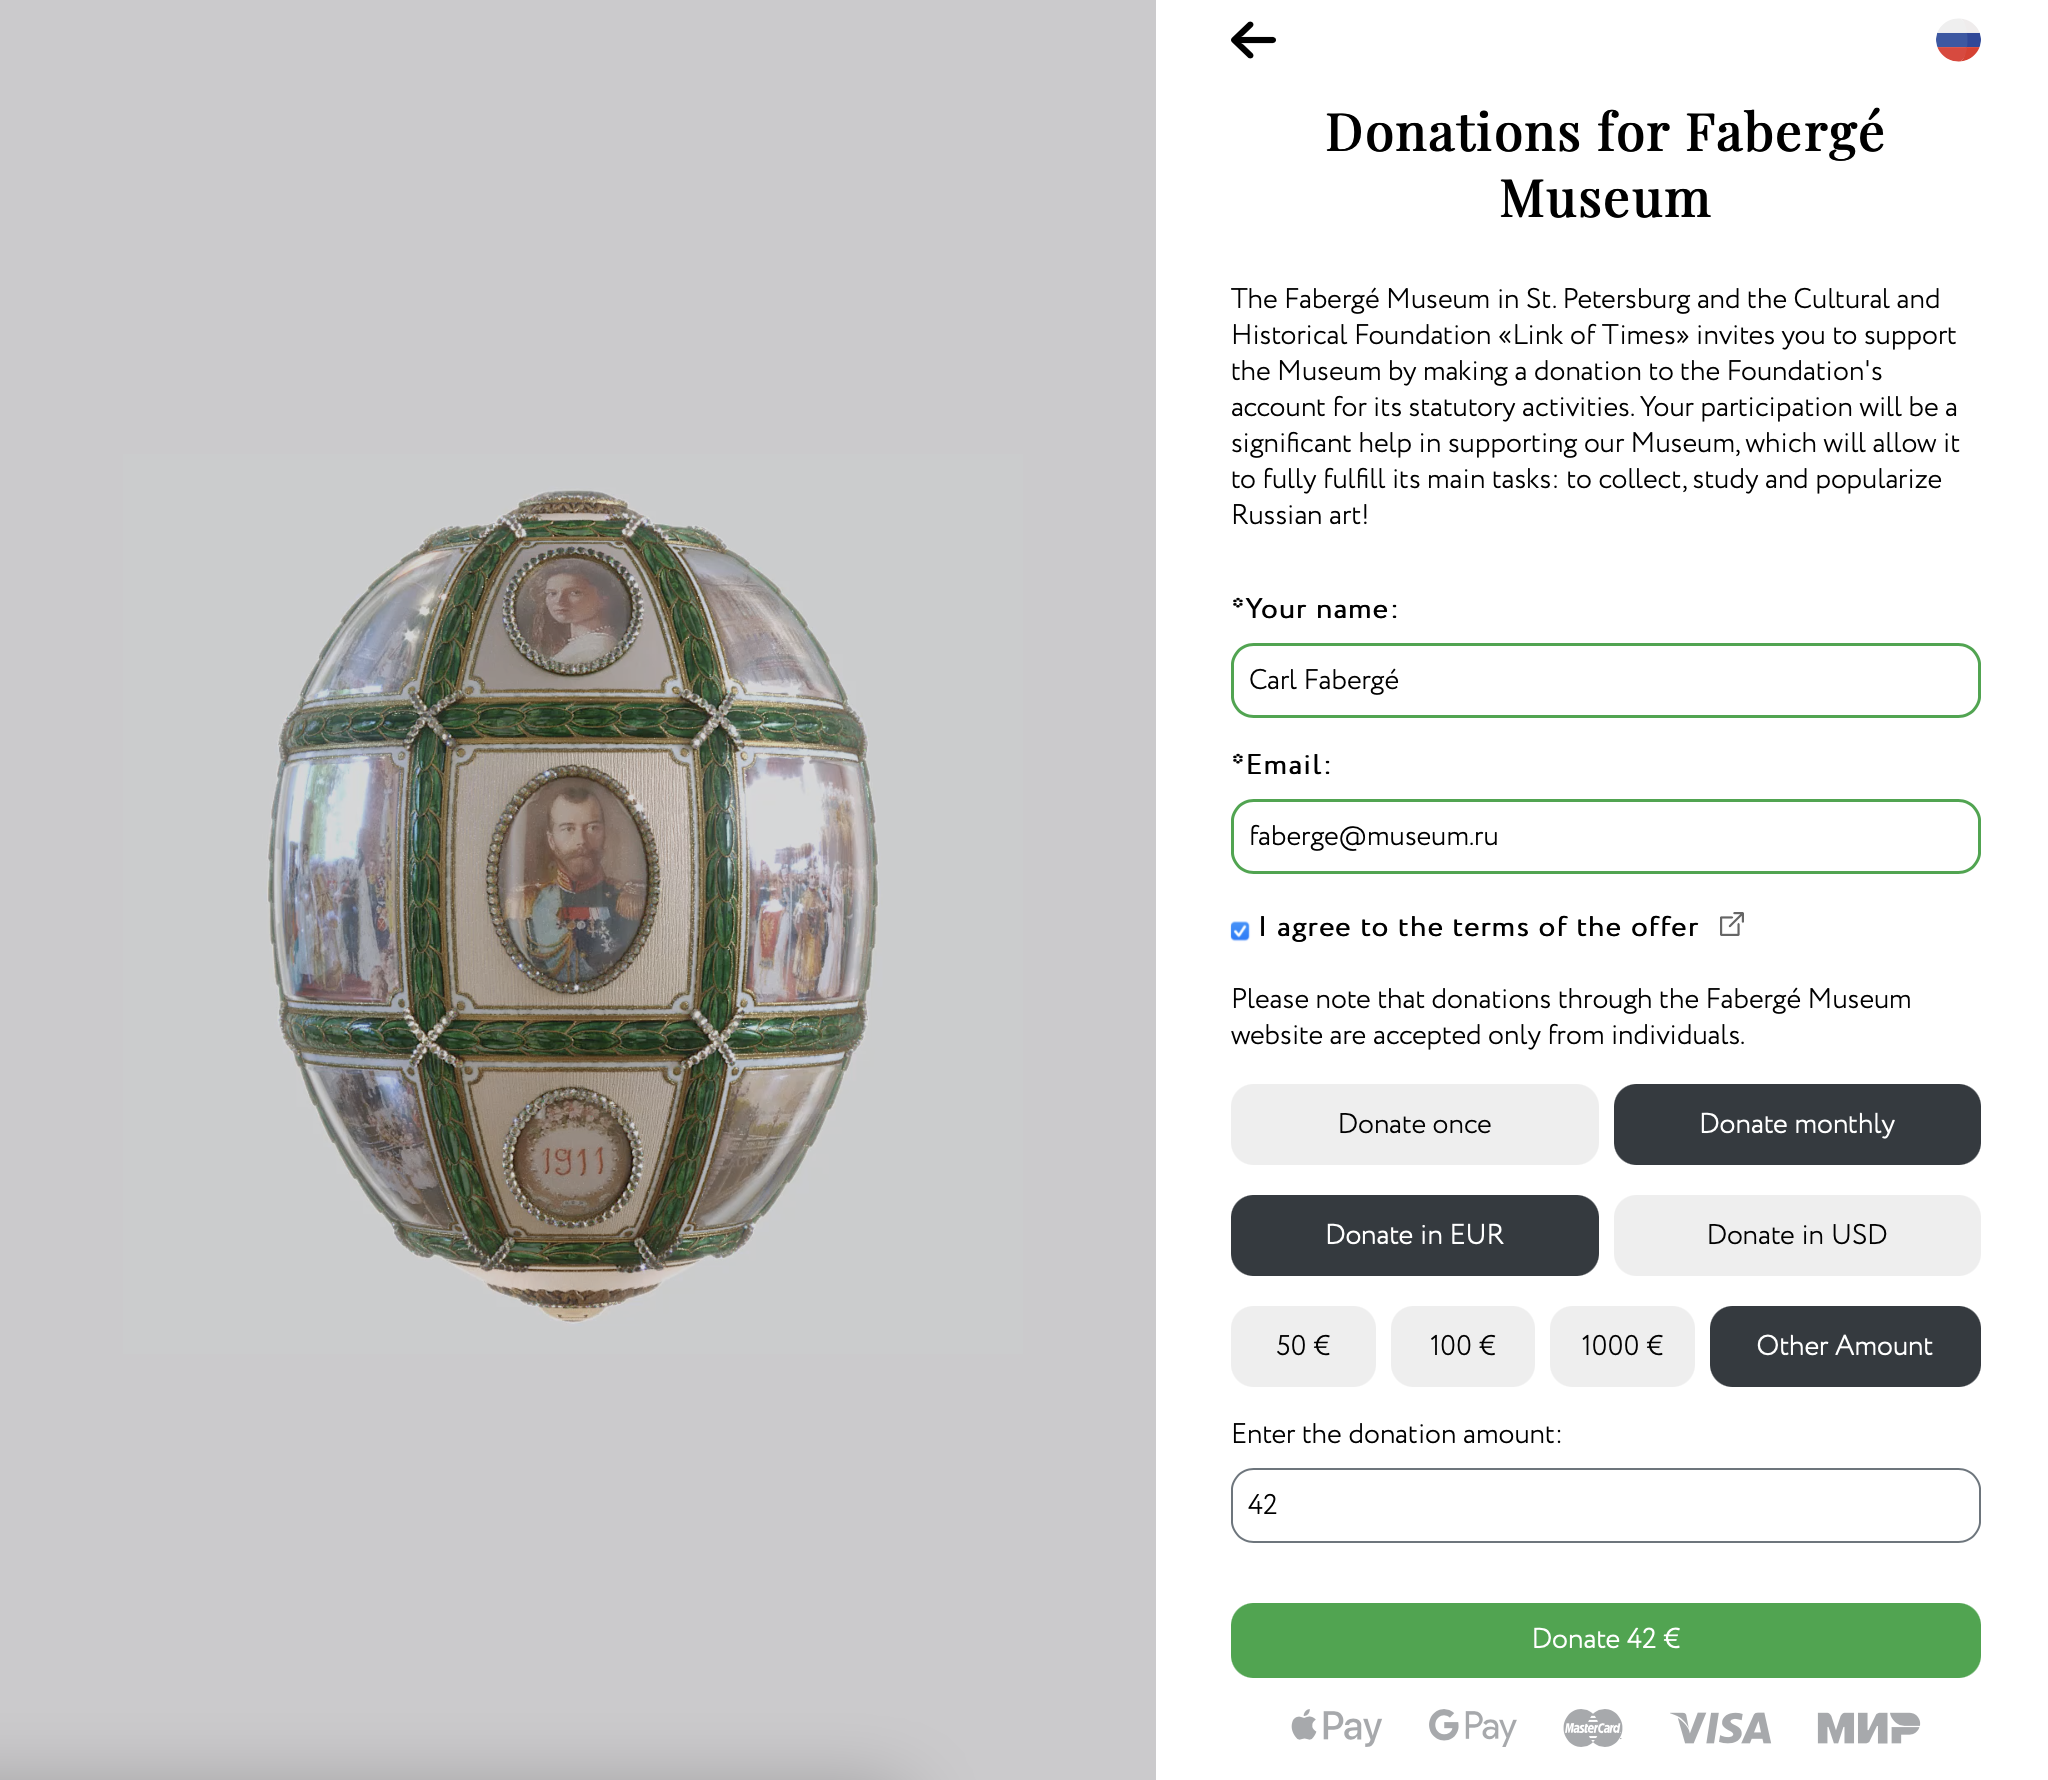 Donations for Fabergé
Museum
The Fabergé Museum in St. Petersburg and the Cultural and
Historical Foundation «Link of Times» invites you to support
the Museum by making a donation to the Foundation's
account for its statutory activities. Your participation will be a
significant help in supporting our Museum, which will allow it
to fully fulfill its main tasks: to collect, study and popularize
Russian art!
*Your name:
Carl Fabergé
*Email:
faberge@museum.ru
I agree to the terms of the offer
Please note that donations through the Fabergé Museum
website are accepted only from individuals.
Donate once
Donate monthly
Donate in EUR
Donate in USD
50 €
100 €
1000 €
Other Amount
Enter the donation amount:
42
Donate 42 €
Pay
G Pay
MasterCard
VISA
МИР
1911